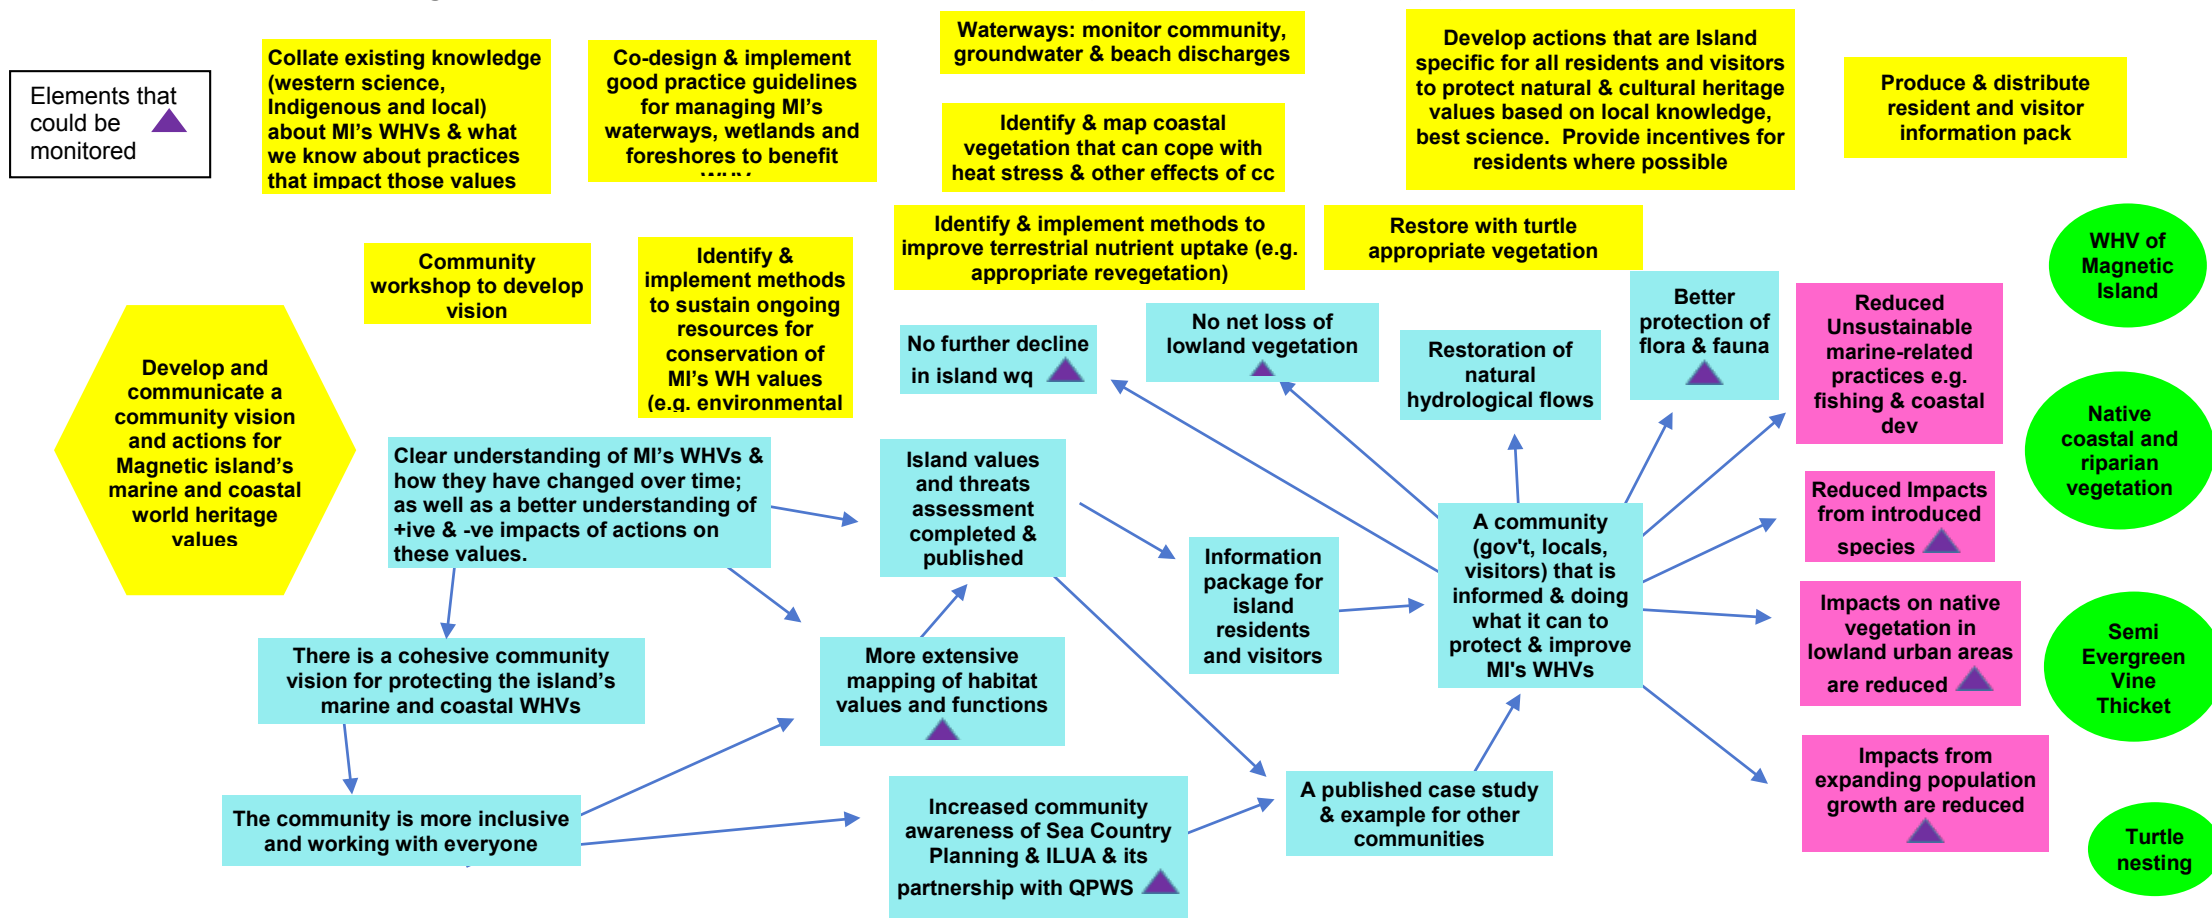 Elements that
could be
monitored
Collate existing knowledge
(western science,
Indigenous and local)
about MI's WHVs & what
we know about practices
that impact those values
Co-design & implement
good practice guidelines
for managing MI's
waterways, wetlands and
foreshores to benefit
Waterways: monitor community,
groundwater & beach discharges
Identify & map coastal
vegetation that can cope with
heat stress & other effects of cc
Develop actions that are Island
specific for all residents and visitors
to protect natural & cultural heritage
values based on local knowledge,
best science.  Provide incentives for
residents where possible
Produce & distribute
resident and visitor
information pack
Community
workshop to develop
vision
Identify &
implement methods
to sustain ongoing
resources for
conservation of
MI's WH values
(e.g. environmental
Identify & implement methods to
improve terrestrial nutrient uptake (e.g.
appropriate revegetation)
Restore with turtle
appropriate vegetation
WHV of
Magnetic
Island
Develop and
communicate a
community vision
and actions for
Magnetic island's
marine and coastal
world heritage
values
No further decline
in island wq
No net loss of
lowland vegetation
Restoration of
natural
hydrological flows
Better
protection of
flora & fauna
Reduced
Unsustainable
marine-related
practices e.g.
fishing & coastal
dev
Native
coastal and
riparian
vegetation
Clear understanding of MI's WHVs &
how they have changed over time;
as well as a better understanding of
+ive & -ve impacts of actions on
these values.
Island values
and threats
assessment
completed &
published
Information
package for
island
residents
and visitors
A community
(gov't, locals,
visitors) that is
informed & doing
what it can to
protect & improve
MI's WHVs
Reduced Impacts
from introduced
species
Impacts on native
vegetation in
lowland urban areas
are reduced
Semi
Evergreen
Vine
Thicket
There is a cohesive community
vision for protecting the island's
marine and coastal WHVs
More extensive
mapping of habitat
values and functions
Impacts from
expanding population
growth are reduced
The community is more inclusive
and working with everyone
Increased community
awareness of Sea Country
Planning & ILUA & its
partnership with QPWS
A published case study
& example for other
communities
Turtle
nesting